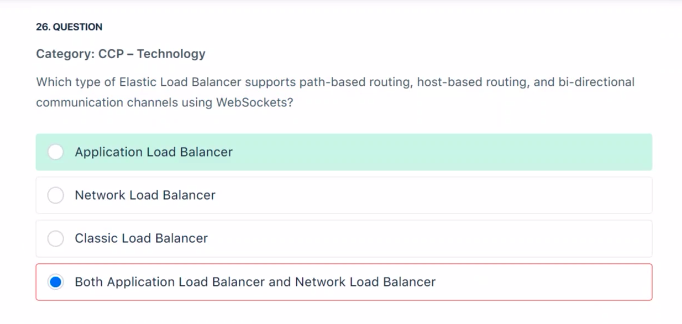 26. QUESTION
Category: CCP – Technology
Which type of Elastic Load Balancer supports path-based routing, host-based routing, and bi-directional
communication channels using WebSockets?
Application Load Balancer
Network Load Balancer
Classic Load Balancer
Both Application Load Balancer and Network Load Balancer